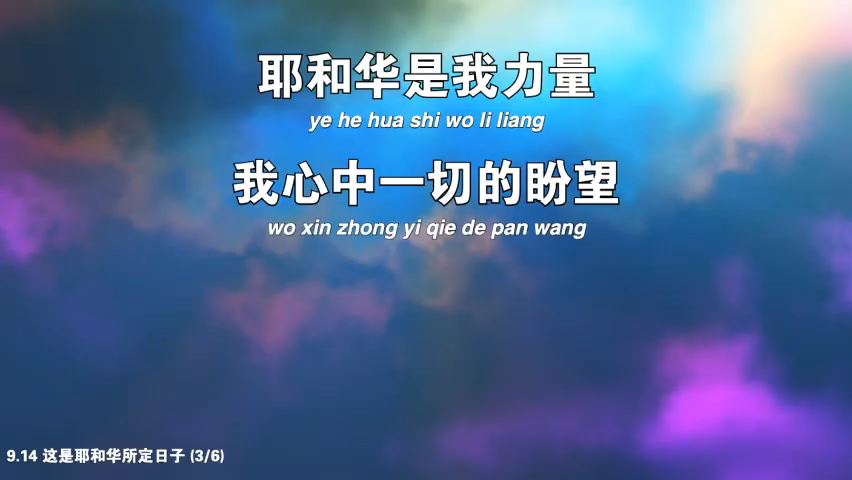 耶和华是我力量
ye he hua shi wo li liang
我心中一切的盼望
wo xin zhong yi qie de pan wang
9.14 这是耶和华所定日子 (3/6)